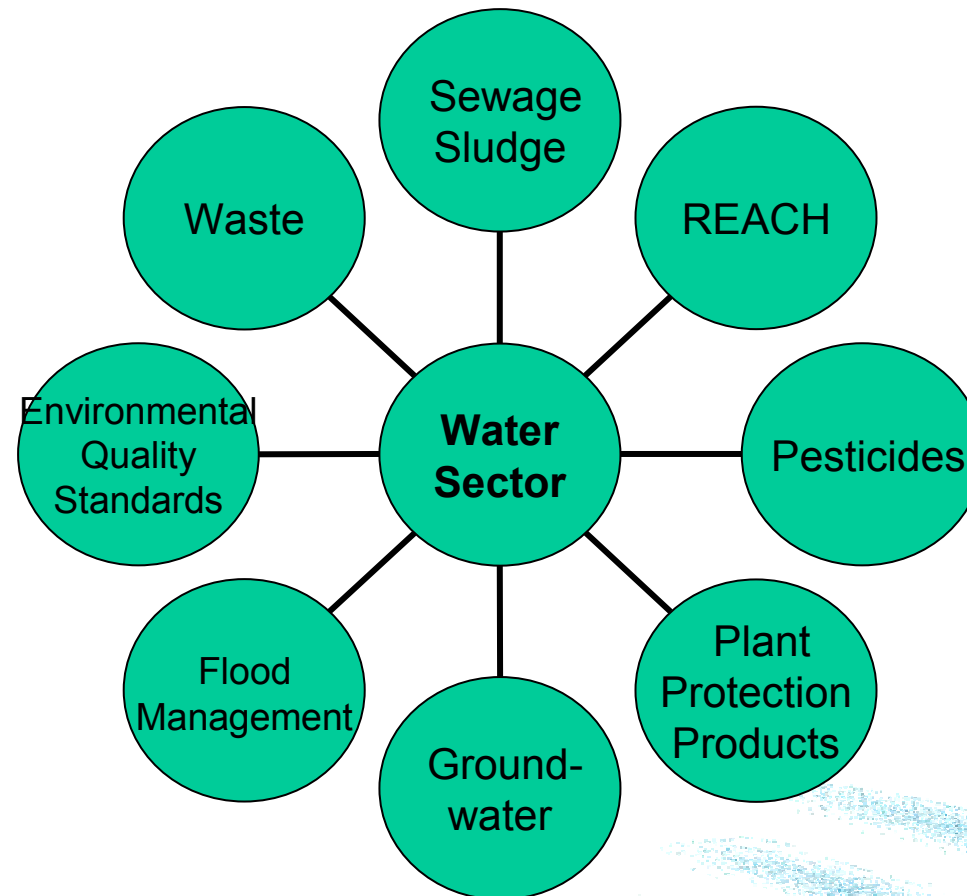 Sewage
Sludge
Waste
REACH
Environmental
Quality
Standards
Water
Sector
Pesticides
Flood
Management
Plant
Protection
Products
Ground-
water